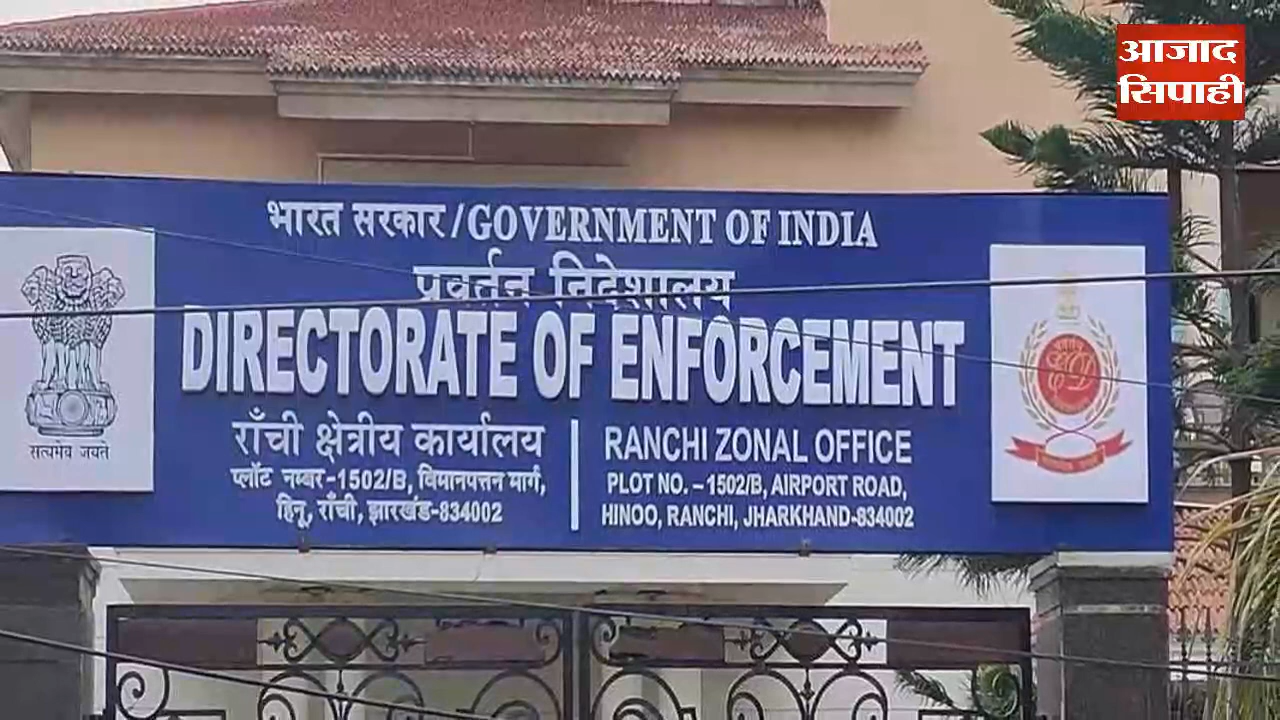 आजाद
सिपाही
भारत सरकार/GOVERNMENT OF INDIA
प्रवर्तन निदेशालय
DIRECTORATE OF ENFORCEMENT
राँची क्षेत्रीय कार्यालय
प्लॉट नम्बर-1502/B, विमानपत्तन मार्ग,
हिनू, राँची, झारखंड-834002
RANCHI ZONAL OFFICE
PLOT NO. – 1502/B, AIRPORT ROAD,
HINOO, RANCHI, JHARKHAND-834002
सत्यमेव जयते